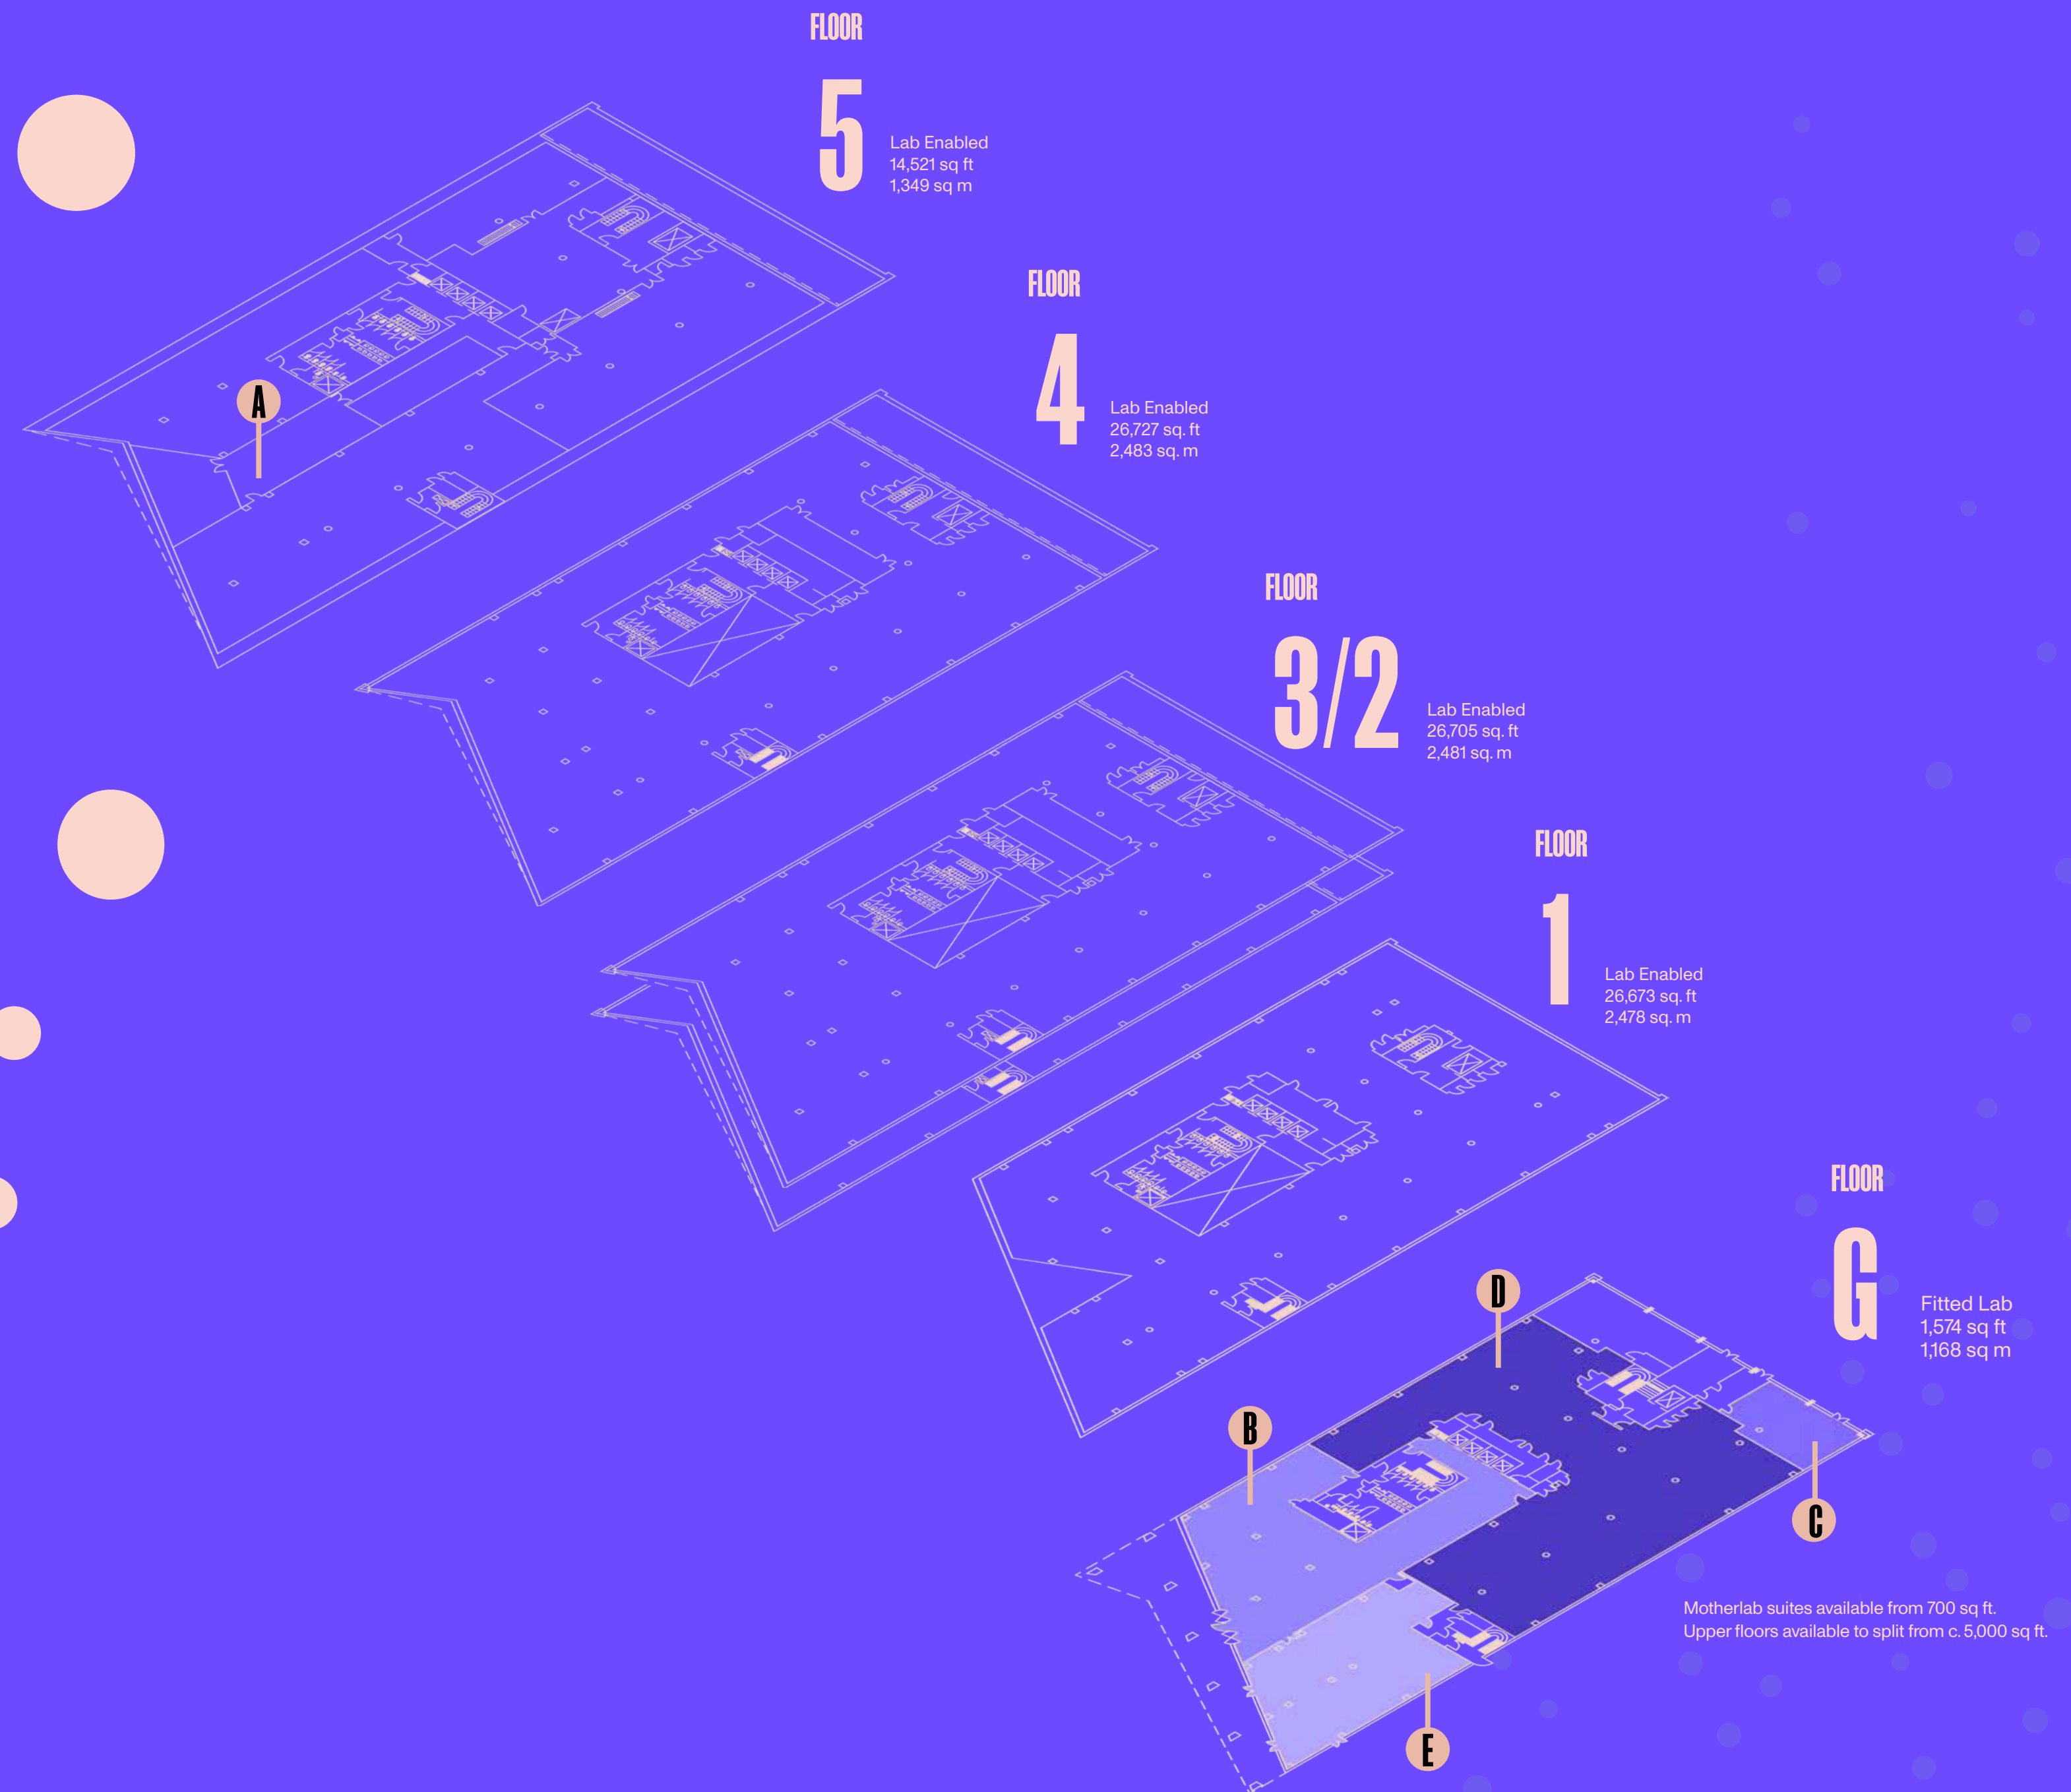 FLOOR
5
Lab Enabled
14,521 sq ft
1,349 sq m
A
FLOOR
4
Lab Enabled
26,727 sq. ft
2,483 sq. m
FLOOR
3/2
Lab Enabled
26,705 sq. ft
2,481 sq. m
FLOOR
1
Lab Enabled
26,673 sq. ft
2,478 sq. m
FLOOR
G
Fitted Lab
1,574 sq ft
1,168 sq m
D
B
C
E
Motherlab suites available from 700 sq ft.
Upper floors available to split from c. 5,000 sq ft.